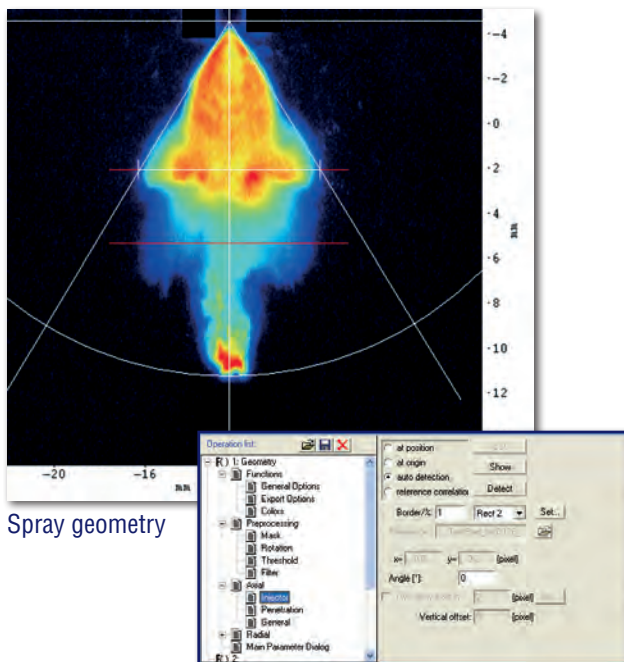 -4
-2
-0
-2
-4
mm
-6
-8
-10
-12
-20
-16
mm
mm
Spray geometry
Operation list:
1: Geometry
Functions
General Options
Export Options
Colors
Preprocessing
Mask
Rotation
Threshold
Filter
Axial
Injector
Penetration
General
Radial
Main Parameter Dialog
2:
at position
at origin
auto detection
reference correlation
Show
Detect
Border/%: 1 Rect 2 Set...
x= y= (pixel)
Angle [°]: 0
(pixel)
Vertical offset: (pixel)